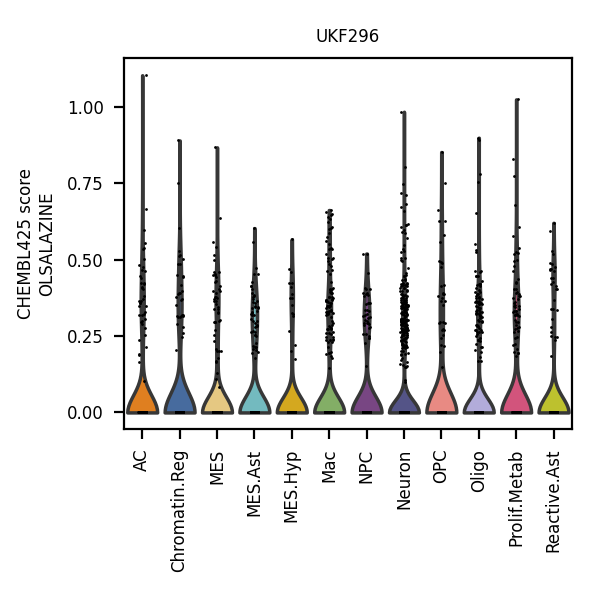 UKF296
CHEMBL425 score
OLSALAZINE
1.00
0.75
0.50
0.25
0.00
AC
Chromatin.Reg
MES
MES.Ast
MES.Hyp
Mac
NPC
Neuron
OPC
Oligo
Prolif.Metab
Reactive.Ast